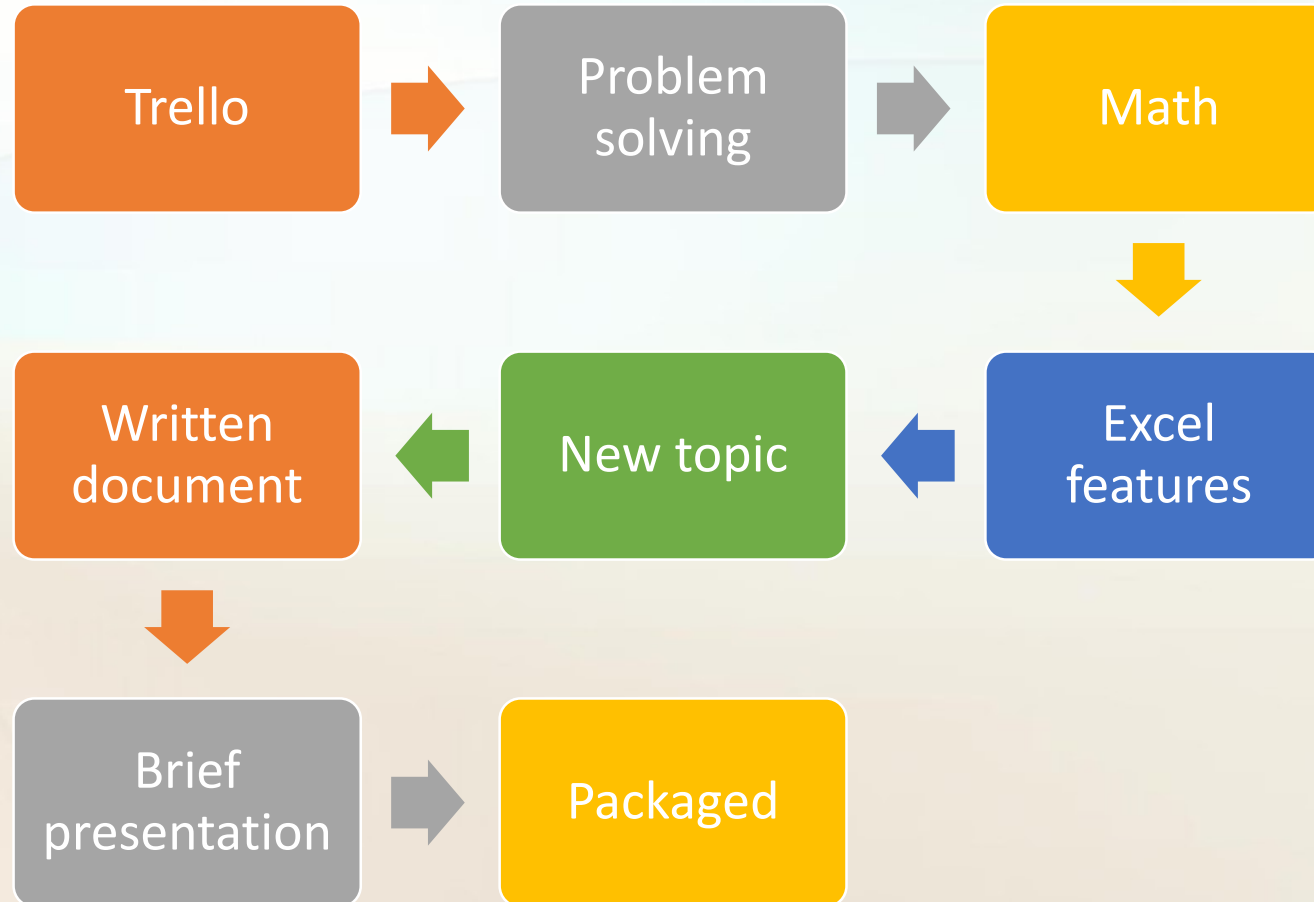 Trello
Problem
solving
Math
Excel
features
New topic
Written
document
Brief
presentation
Packaged